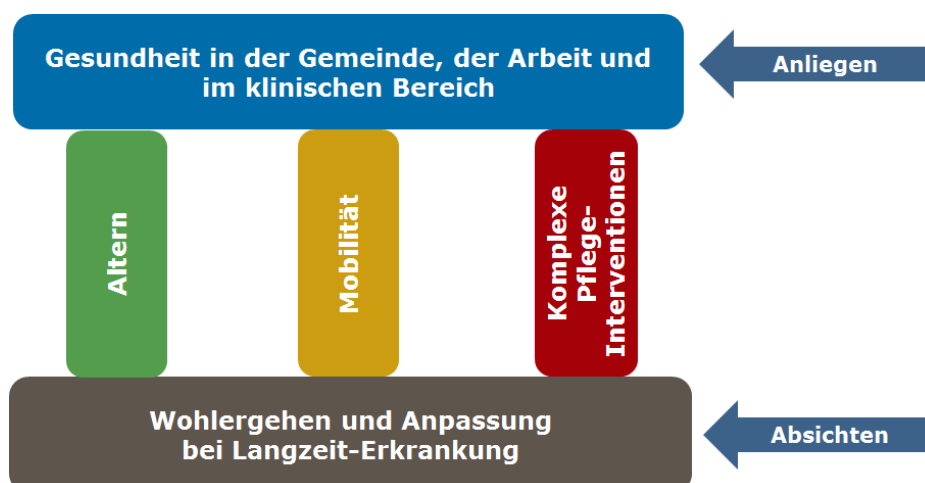 Gesundheit in der Gemeinde, der Arbeit und
im klinischen Bereich
Anliegen
Altern
Mobilität
Komplexe
Pflege-
Interventionen
Wohlergehen und Anpassung
bei Langzeit-Erkrankung
Absichten